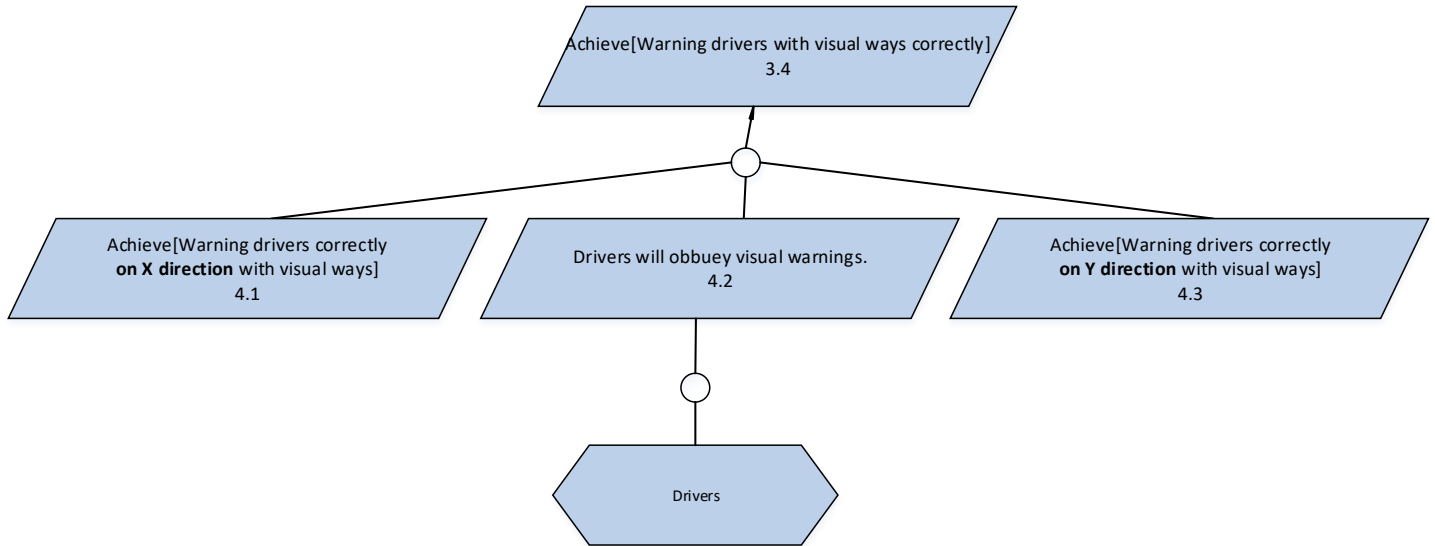 Achieve[Warning drivers with visual ways correctly]
3.4
Achieve[Warning drivers correctly
on X direction with visual ways]
4.1
Drivers will obbuey visual warnings.
4.2
Achieve[Warning drivers correctly
on Y direction with visual ways]
4.3
Drivers